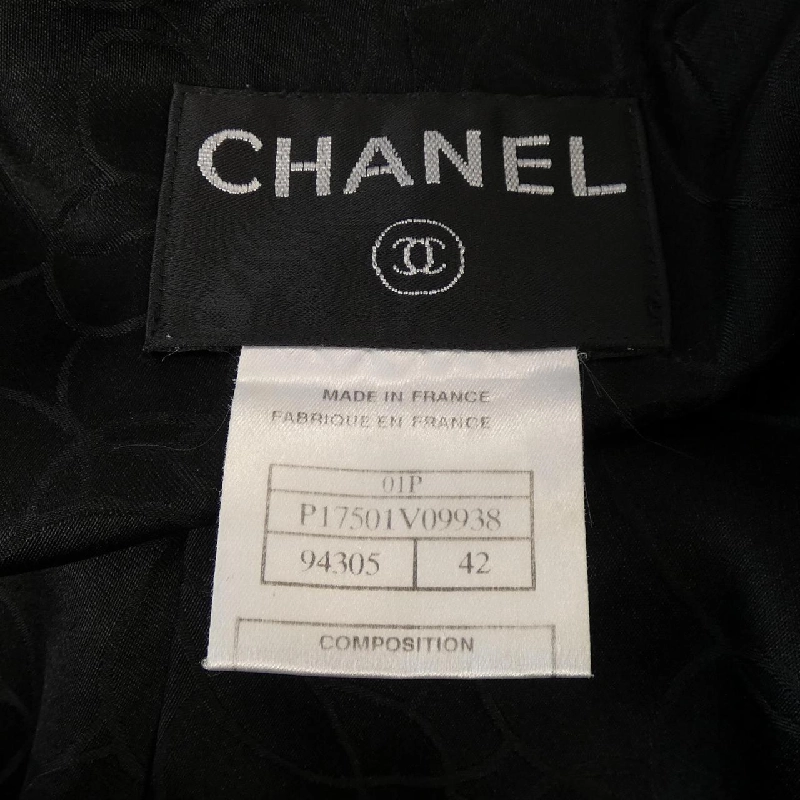 CHANEL
MADE IN FRANCE
FABRIQUE EN FRANCE
01P
P17501V09938
94305 42
COMPOSITION